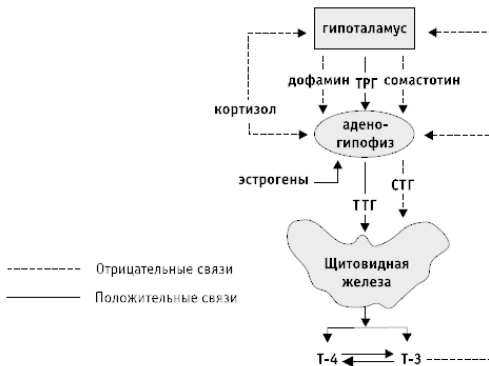 гипоталамус
дофамин ТРГ сомастотин
кортизол
адено-
гипофиз
эстрогены
СТГ
ТТГ
Щитовидная
железа
Отрицательные связи
Положительные связи
Т-4 Т-3